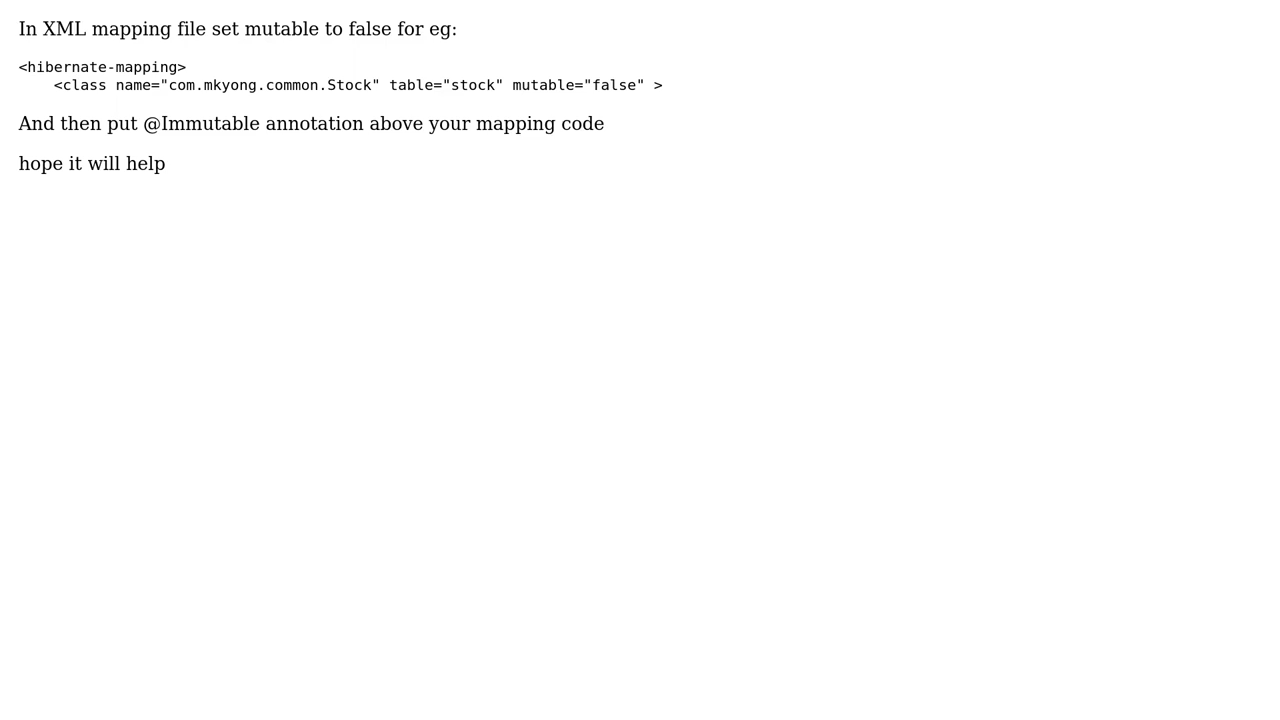 In XML mapping file set mutable to false for eg:
<hibernate-mapping>
    <class name="com.mkyong.common.Stock" table="stock" mutable="false" >
And then put @Immutable annotation above your mapping code
hope it will help